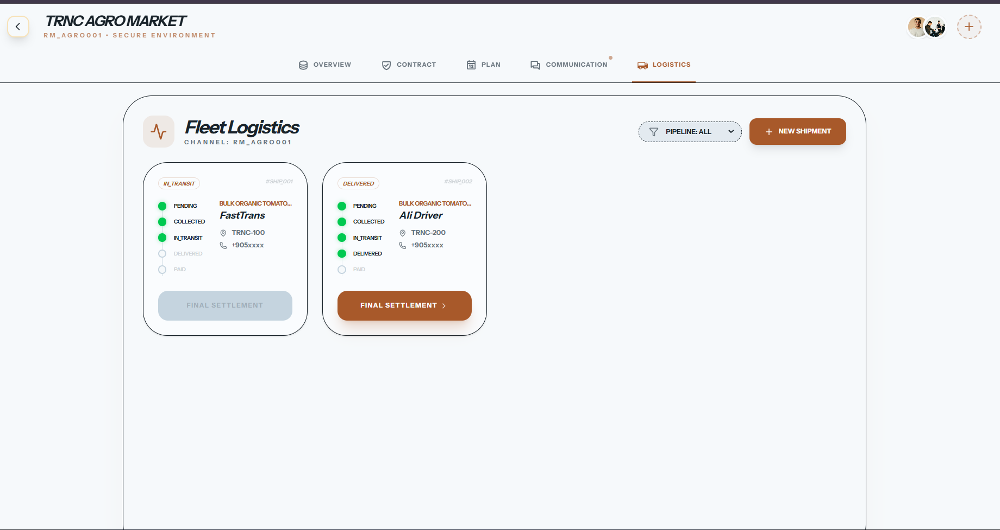 TRNC AGRO MARKET
RM_AGRO001 • SECURE ENVIRONMENT
OVERVIEW
CONTRACT
12
PLAN
COMMUNICATION
LOGISTICS
Fleet Logistics
CHANNEL: RM_AGRO001
PIPELINE: ALL
NEW SHIPMENT
IN_TRANSIT
#SHIP_001
PENDING
COLLECTED
IN_TRANSIT
DELIVERED
PAID
BULK ORGANIC TOMATO...
FastTrans
TRNC-100
+905xxxx
FINAL SETTLEMENT
DELIVERED
#SHIP_002
PENDING
COLLECTED
IN_TRANSIT
DELIVERED
PAID
BULK ORGANIC TOMATO...
Ali Driver
TRNC-200
+905xxxx
FINAL SETTLEMENT